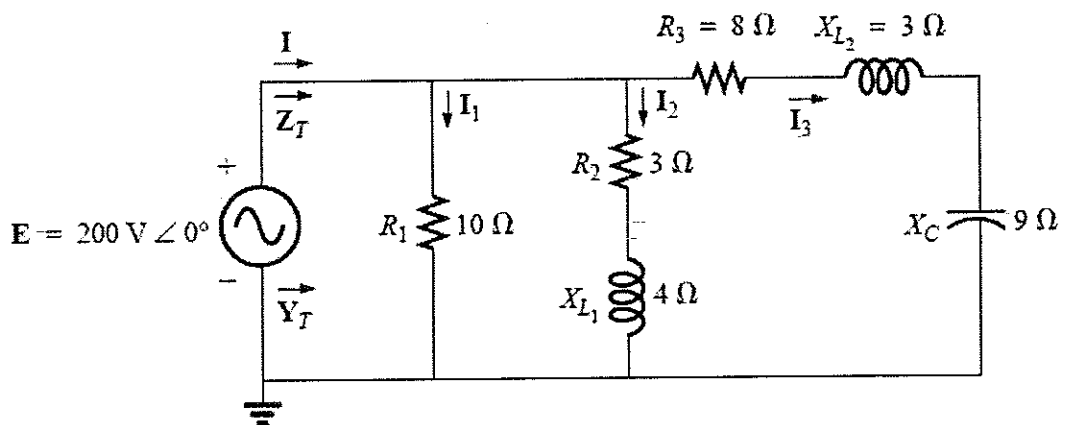 R₃ = 8 Ω
X_L₂ = 3 Ω
I
Z_T
I₁
I₂
I₃
+
R₂ 3 Ω
E = 200 V ∠ 0°
R₁ 10 Ω
X_C 9 Ω
−
X_L₁ 4 Ω
Y_T